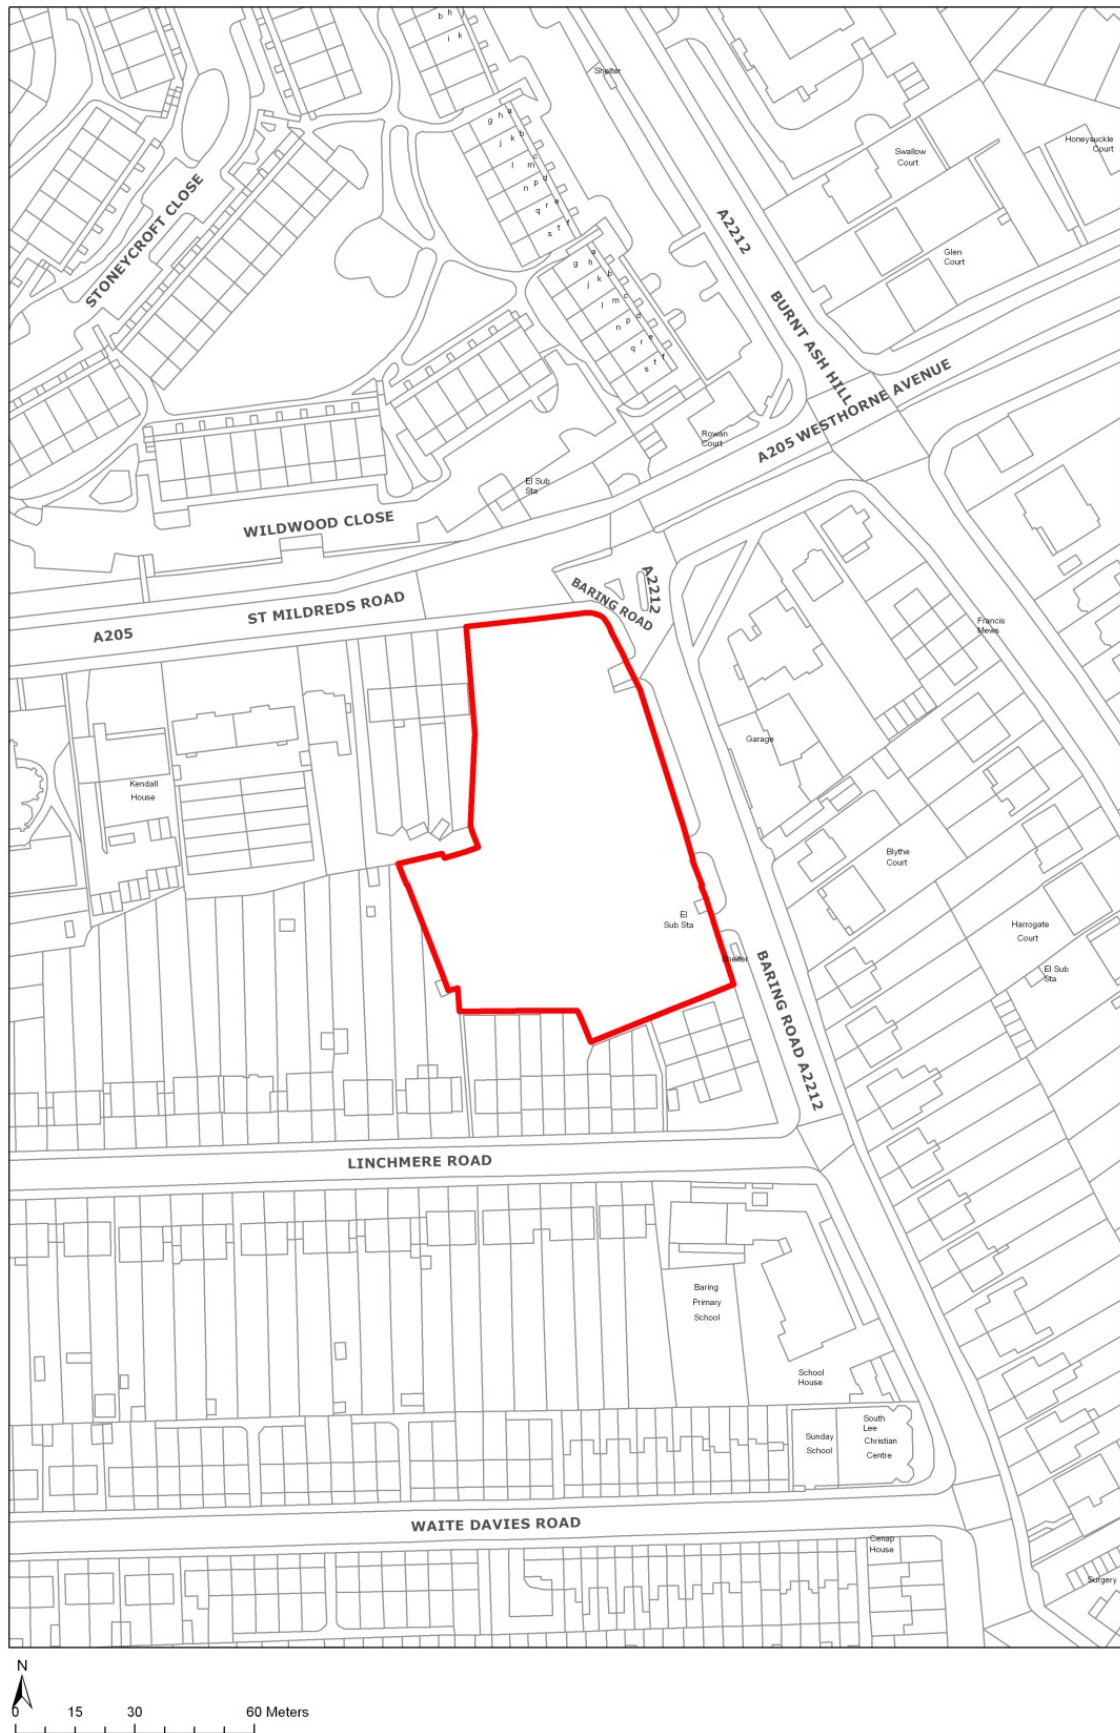 b h j
i k
Shelter
g h a
j k b
l m c
n p d
q r e
s t f
STONEYCROFT CLOSE
Swallow
Court
Honeysuckle
Court
A2212
Glen
Court
g h a
j k b
l m c
n p d
q r e
s t f
BURNT ASH HILL
A205 WESTHORNE AVENUE
Rowan
Court
El Sub
Sta
WILDWOOD CLOSE
A2212
BARING ROAD
ST MILDREDS ROAD
A205
Francis
Mews
Garage
Kendall
House
Blythe
Court
El
Sub Sta
Harrogate
Court
Shelter
El Sub
Sta
BARING ROAD A2212
LINCHMERE ROAD
Baring
Primary
School
School
House
South
Lee
Christian
Centre
Sunday
School
WAITE DAVIES ROAD
Cenap
House
Surgery
N
0 15 30 60 Meters